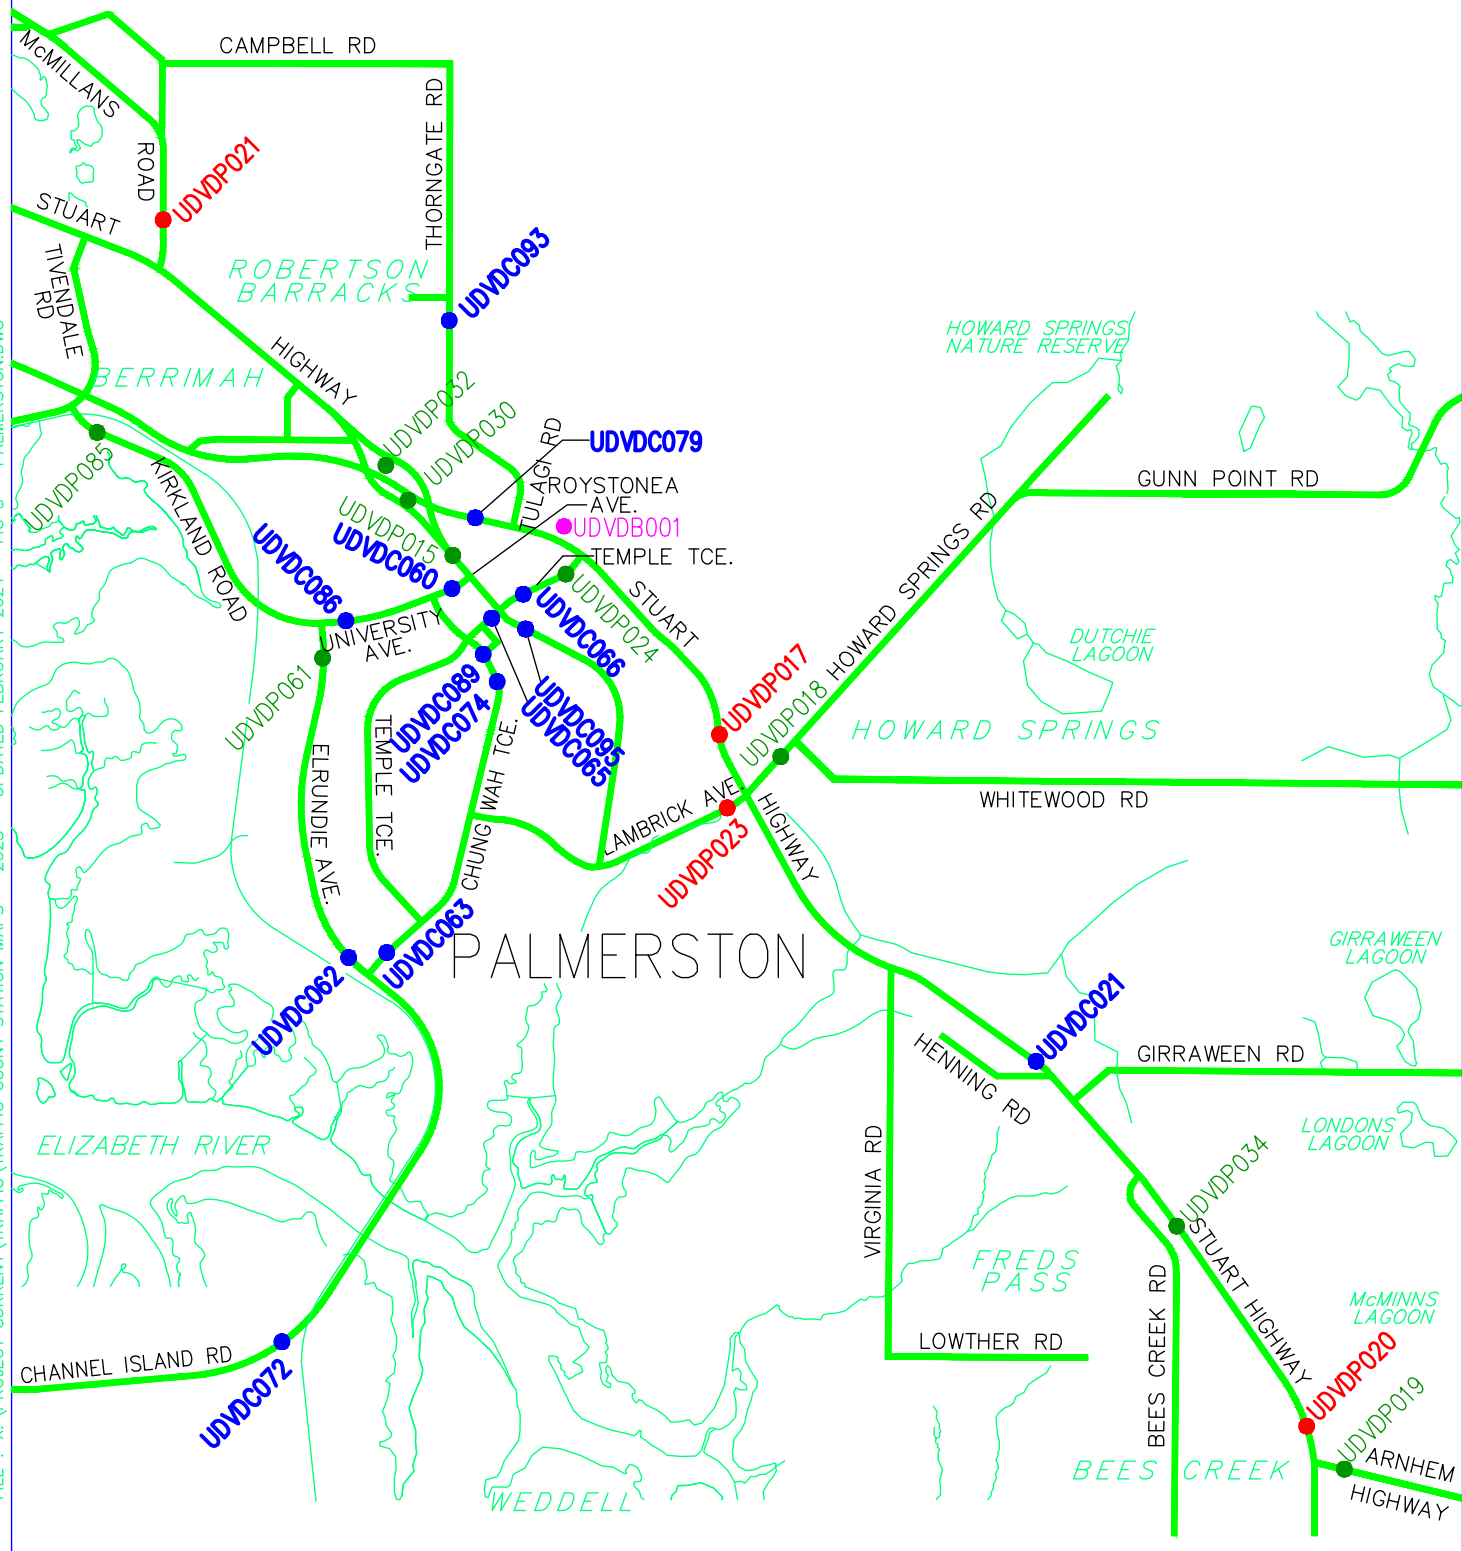 CAMPBELL RD
McMILLANS
ROAD
THORNGATE RD
UDVDP021
STUART
TIVENDALE
RD
ROBERTSON
BARRACKS
UDVDC093
HOWARD SPRINGS
NATURE RESERVE
HIGHWAY
BERRIMAH
UDVDP032
UDVDP030
TULAGI RD
UDVDC079
UDVDP085
KIRKLAND ROAD
ROYSTONEA
AVE.
GUNN POINT RD
UDVDP015
UDVDB001
UDVDC060
UDVDC086
TEMPLE TCE.
HOWARD SPRINGS RD
STUART
UDVDP024
UDVDC066
UNIVERSITY
AVE.
DUTCHIE
LAGOON
UDVDP061
UDVDC089
UDVDC074
UDVDC095
UDVDC065
UDVDP017
UDVDP018
HOWARD SPRINGS
ELRUNDIE AVE.
TEMPLE TCE.
CHUNG WAH TCE.
LAMBRICK AVE.
HIGHWAY
WHITEWOOD RD
UDVDP023
PALMERSTON
UDVDC063
UDVDC062
GIRRAWEEN
LAGOON
UDVDC021
HENNING RD
GIRRAWEEN RD
ELIZABETH RIVER
VIRGINIA RD
LONDONS
LAGOON
UDVDP034
STUART HIGHWAY
FREDS
PASS
BEES CREEK RD
McMINNS
LAGOON
LOWTHER RD
CHANNEL ISLAND RD
UDVDC072
UDVDP020
UDVDP019
ARNHEM
HIGHWAY
BEES CREEK
WEDDELL